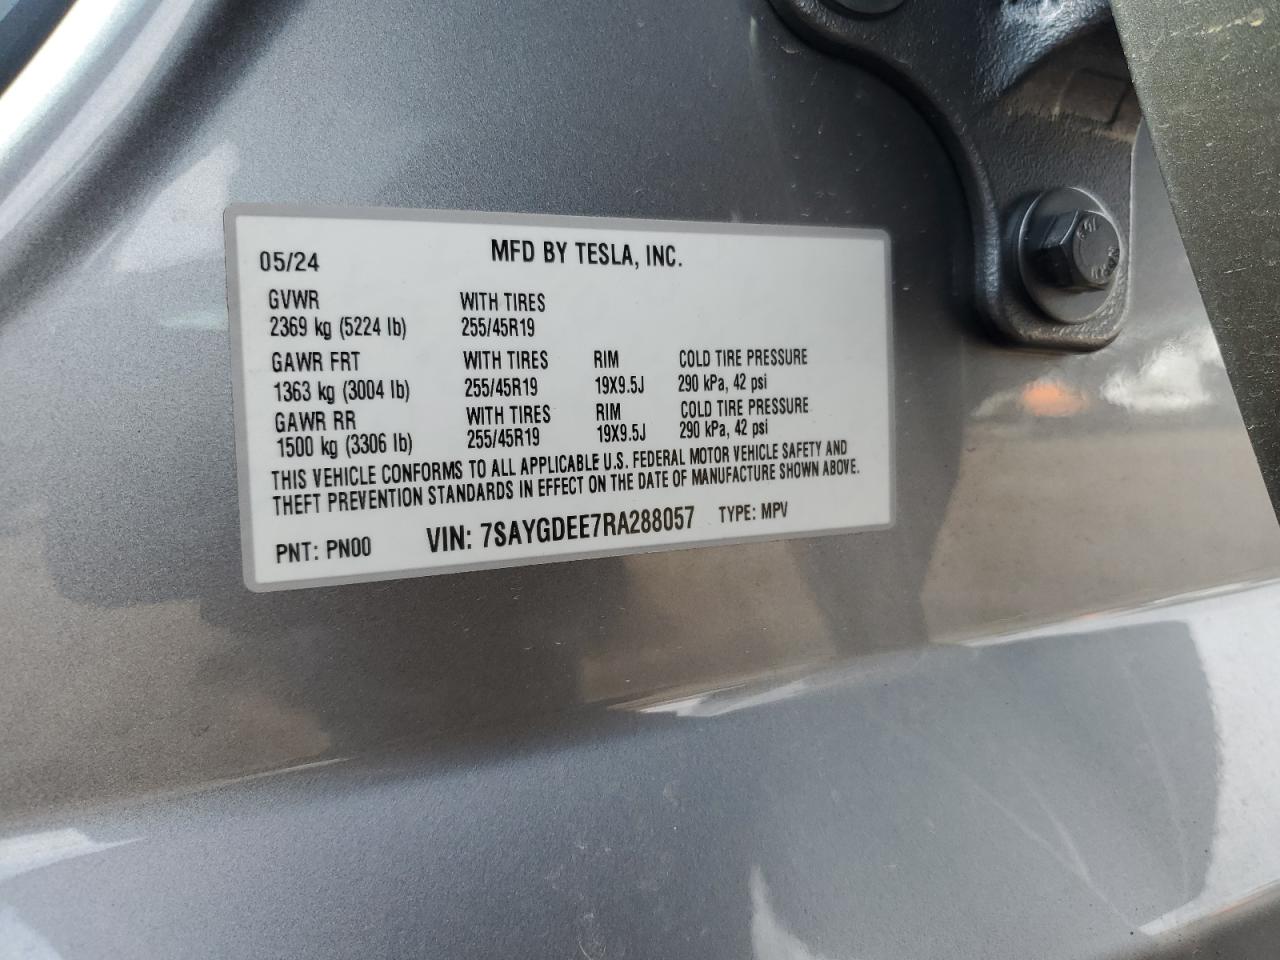 05/24 MFD BY TESLA, INC.
GVWR WITH TIRES
2369 kg (5224 lb) 255/45R19
GAWR FRT WITH TIRES RIM COLD TIRE PRESSURE
1363 kg (3004 lb) 255/45R19 19X9.5J 290 kPa, 42 psi
GAWR RR WITH TIRES RIM COLD TIRE PRESSURE
1500 kg (3306 lb) 255/45R19 19X9.5J 290 kPa, 42 psi
THIS VEHICLE CONFORMS TO ALL APPLICABLE U.S. FEDERAL MOTOR VEHICLE SAFETY AND
THEFT PREVENTION STANDARDS IN EFFECT ON THE DATE OF MANUFACTURE SHOWN ABOVE.
PNT: PN00 VIN: 7SAYGDEE7RA288057 TYPE: MPV